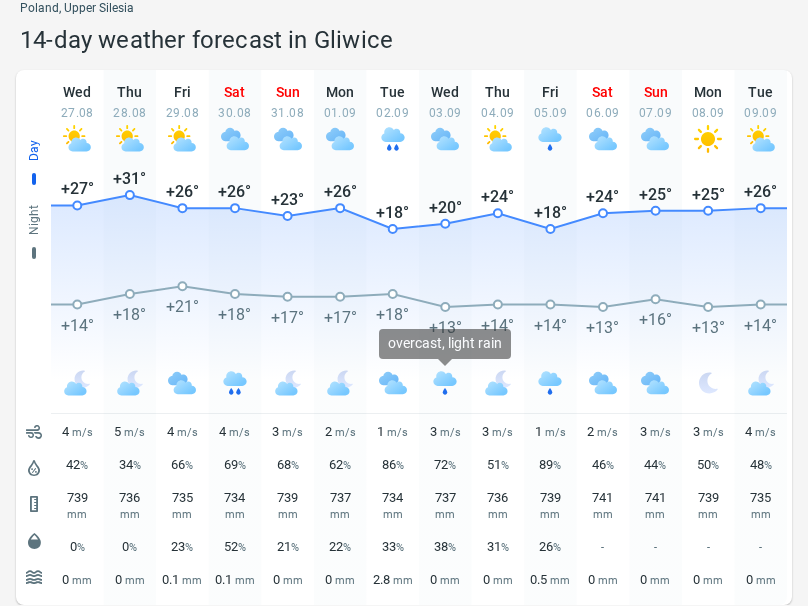 Poland, Upper Silesia
14-day weather forecast in Gliwice
Wed Thu Fri Sat Sun Mon Tue Wed Thu Fri Sat Sun Mon Tue
27.08 28.08 29.08 30.08 31.08 01.09 02.09 03.09 04.09 05.09 06.09 07.09 08.09 09.09
Day
+27° +31° +26° +26° +23° +26° +18° +20° +24° +18° +24° +25° +25° +26°
Night
+14° +18° +21° +18° +17° +17° +18° +13° +14° +14° +13° +16° +13° +14°
overcast, light rain
4 m/s 5 m/s 4 m/s 4 m/s 3 m/s 2 m/s 1 m/s 3 m/s 3 m/s 1 m/s 2 m/s 3 m/s 3 m/s 4 m/s
42% 34% 66% 69% 68% 62% 86% 72% 51% 89% 46% 44% 50% 48%
739 736 735 734 739 737 734 737 736 739 741 741 739 735
mm mm mm mm mm mm mm mm mm mm mm mm mm mm
0% 0% 23% 52% 21% 22% 33% 38% 31% 26% - - - -
0 mm 0 mm 0.1 mm 0.1 mm 0 mm 0 mm 2.8 mm 0 mm 0 mm 0.5 mm 0 mm 0 mm 0 mm 0 mm